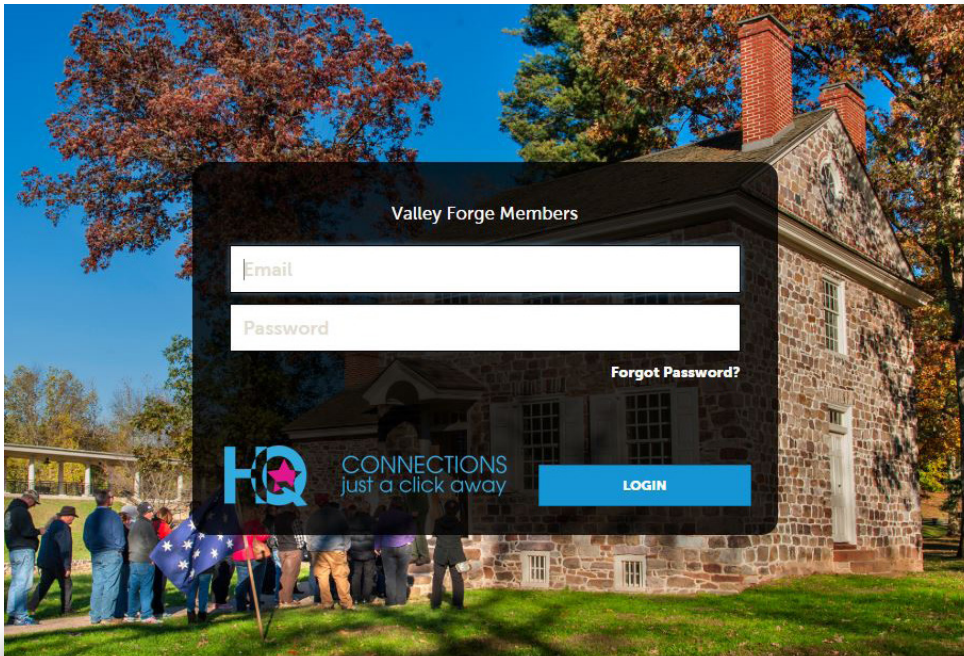 Valley Forge Members
Email
Password
Forgot Password?
HQ
CONNECTIONS
just a click away
LOGIN